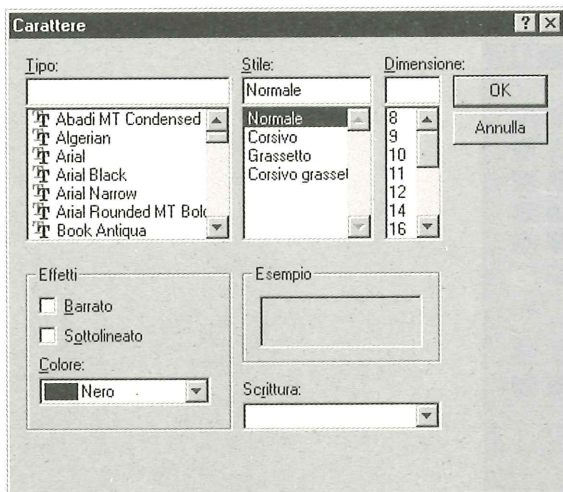 Carattere
Tipo:
Stile:
Dimensione:
Normale
OK
Annulla
Abadi MT Condensed
Algerian
Arial
Arial Black
Arial Narrow
Arial Rounded MT Bold
Book Antiqua
Normale
Corsivo
Grassetto
Corsivo grasset
8
9
10
11
12
14
16
Effetti
Barrato
Sottolineato
Colore:
Nero
Esempio
Scrittura: